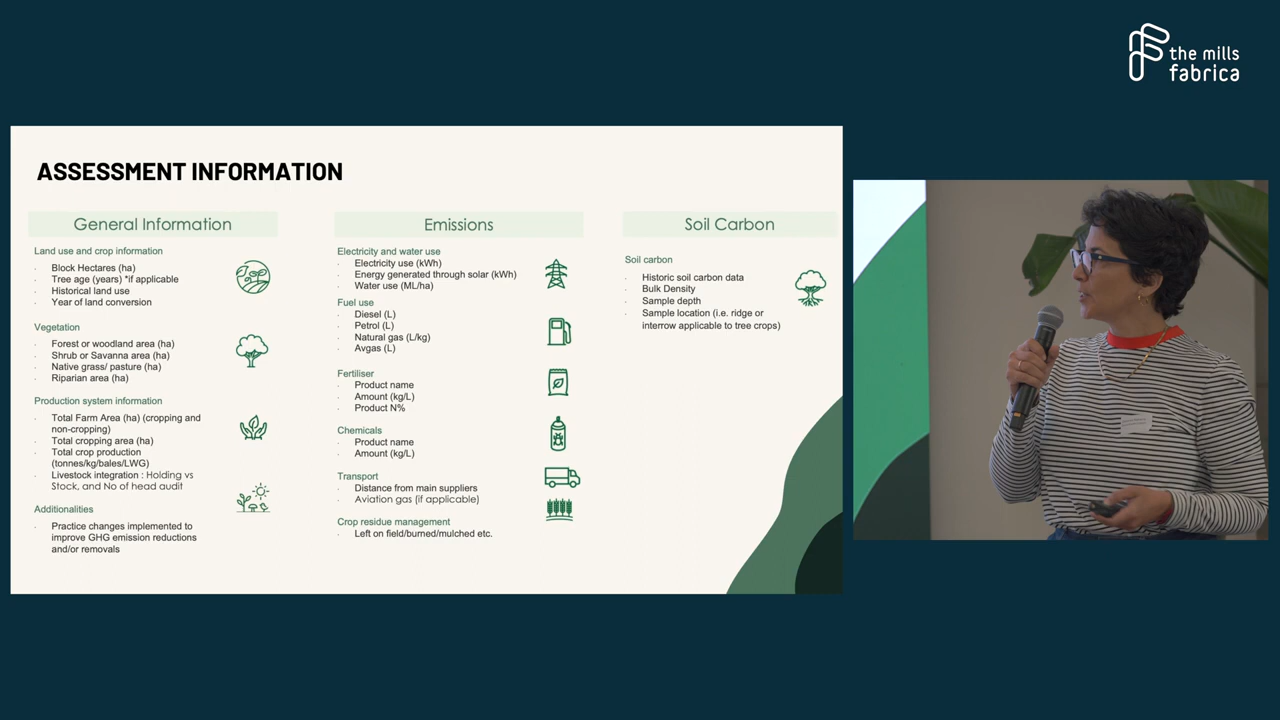 the mills
fabrica
ASSESSMENT INFORMATION
General Information
Land use and crop information
Block Hectares (ha)
Tree age (years) *if applicable
Historical land use
Year of land conversion
Vegetation
Forest or woodland area (ha)
Shrub or Savanna area (ha)
Native grass/ pasture (ha)
Riparian area (ha)
Production system information
Total Farm Area (ha) (cropping and
non-cropping)
Total cropping area (ha)
Total crop production
(tonnes/kg/bales/LWG)
Livestock integration : Holding vs
Stock, and No of head audit
Additionalities
Practice changes implemented to
improve GHG emission reductions
and/or removals
Emissions
Electricity and water use
Electricity use (kWh)
Energy generated through solar (kWh)
Water use (ML/ha)
Fuel use
Diesel (L)
Petrol (L)
Natural gas (L/kg)
Avgas (L)
Fertiliser
Product name
Amount (kg/L)
Product N%
Chemicals
Product name
Amount (kg/L)
Transport
Distance from main suppliers
Aviation gas (if applicable)
Crop residue management
Left on field/burned/mulched etc.
Soil Carbon
Soil carbon
Historic soil carbon data
Bulk Density
Sample depth
Sample location (i.e. ridge or
interrow applicable to tree crops)